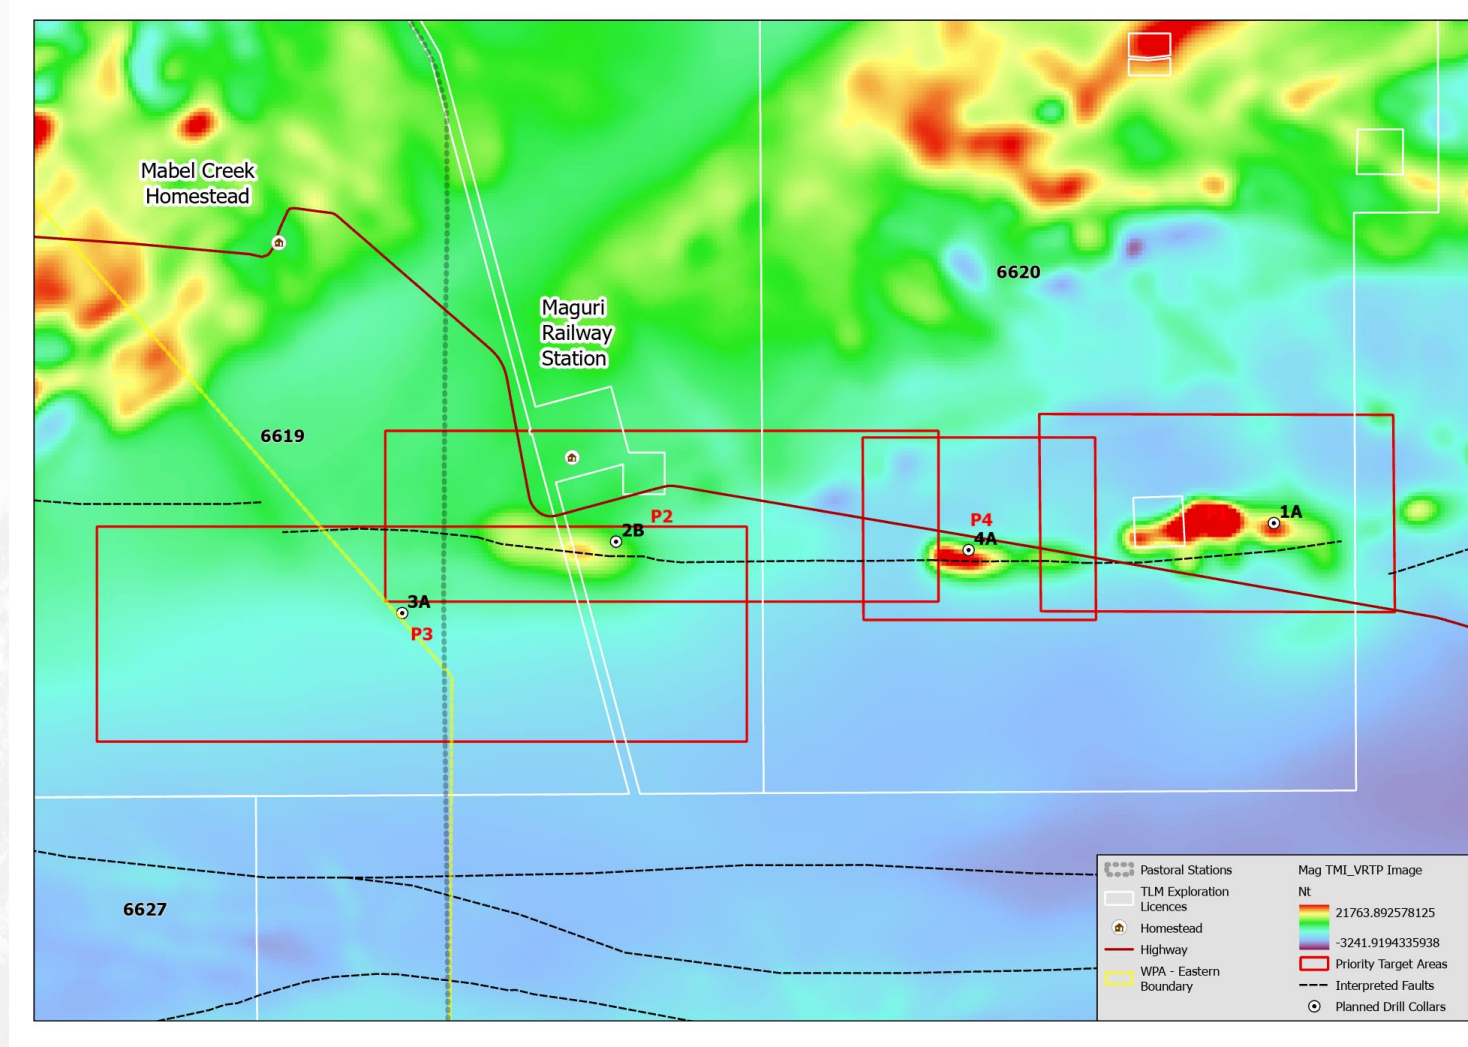 Mabel Creek
Homestead
Maguri
Railway
Station
6620
6619
P2
2B
P4
4A
1A
3A
P3
6627
Pastoral Stations
TLM Exploration
Licences
Homestead
Highway
WPA - Eastern
Boundary
Mag TMI_VRTP Image
Nt
21763.892578125
-3241.9194335938
Priority Target Areas
Interpreted Faults
Planned Drill Collars